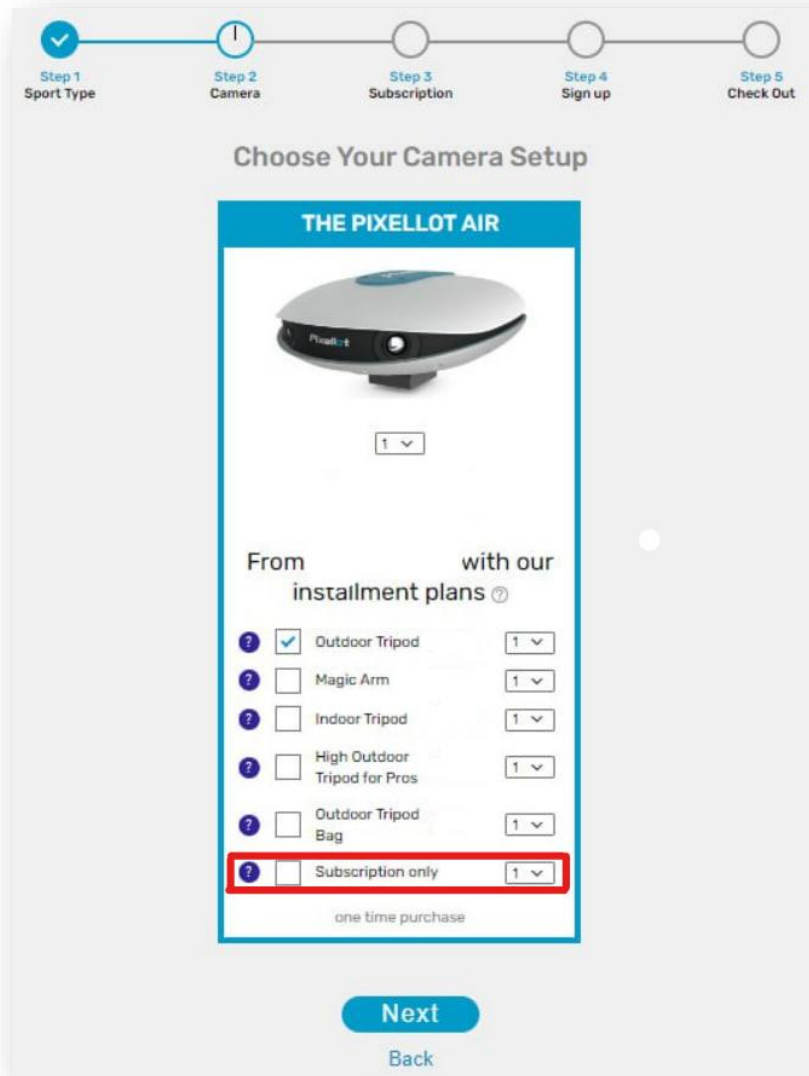 Step 1 Step 2 Step 3 Step 4 Step 5
Sport Type Camera Subscription Sign up Check Out
Choose Your Camera Setup
THE PIXELLOT AIR
Pixellot
1
From with our
installment plans ?
? Outdoor Tripod 1
? Magic Arm 1
? Indoor Tripod 1
? High Outdoor
Tripod for Pros 1
? Outdoor Tripod
Bag 1
? Subscription only 1
one time purchase
Next
Back